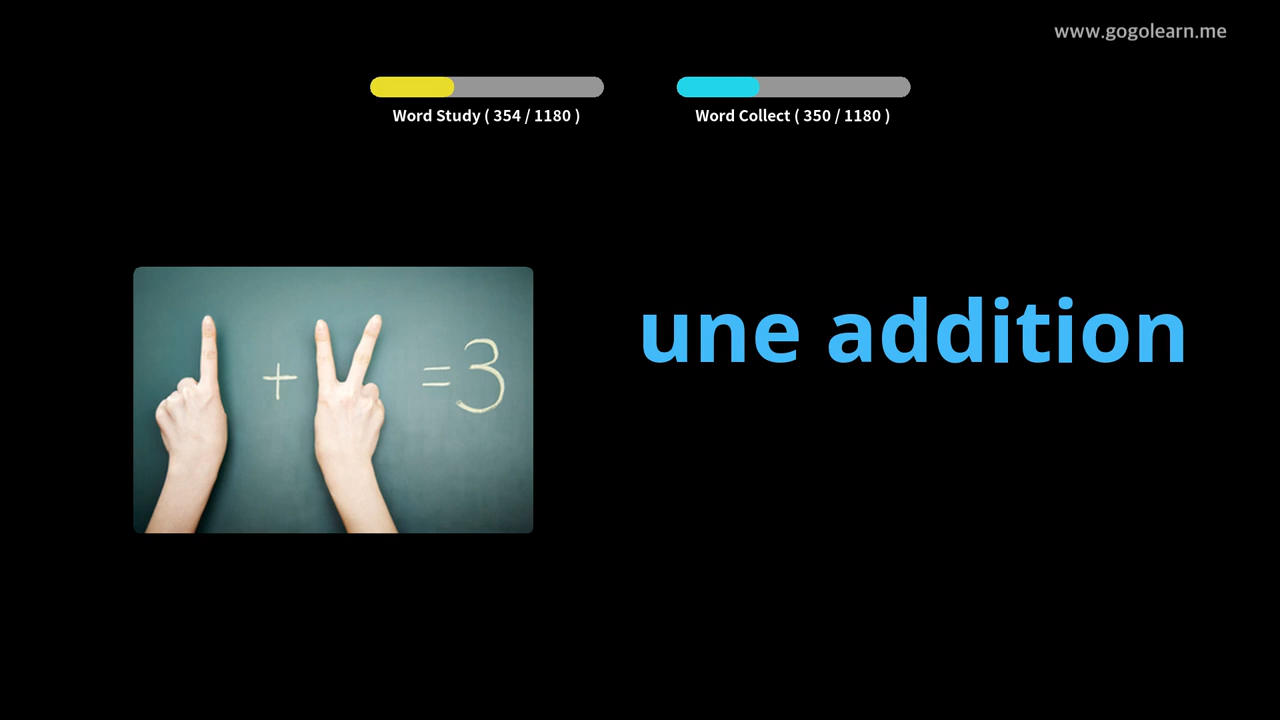 www.gogolearn.me
Word Study ( 354 / 1180 )
Word Collect ( 350 / 1180 )
+ =3
une addition